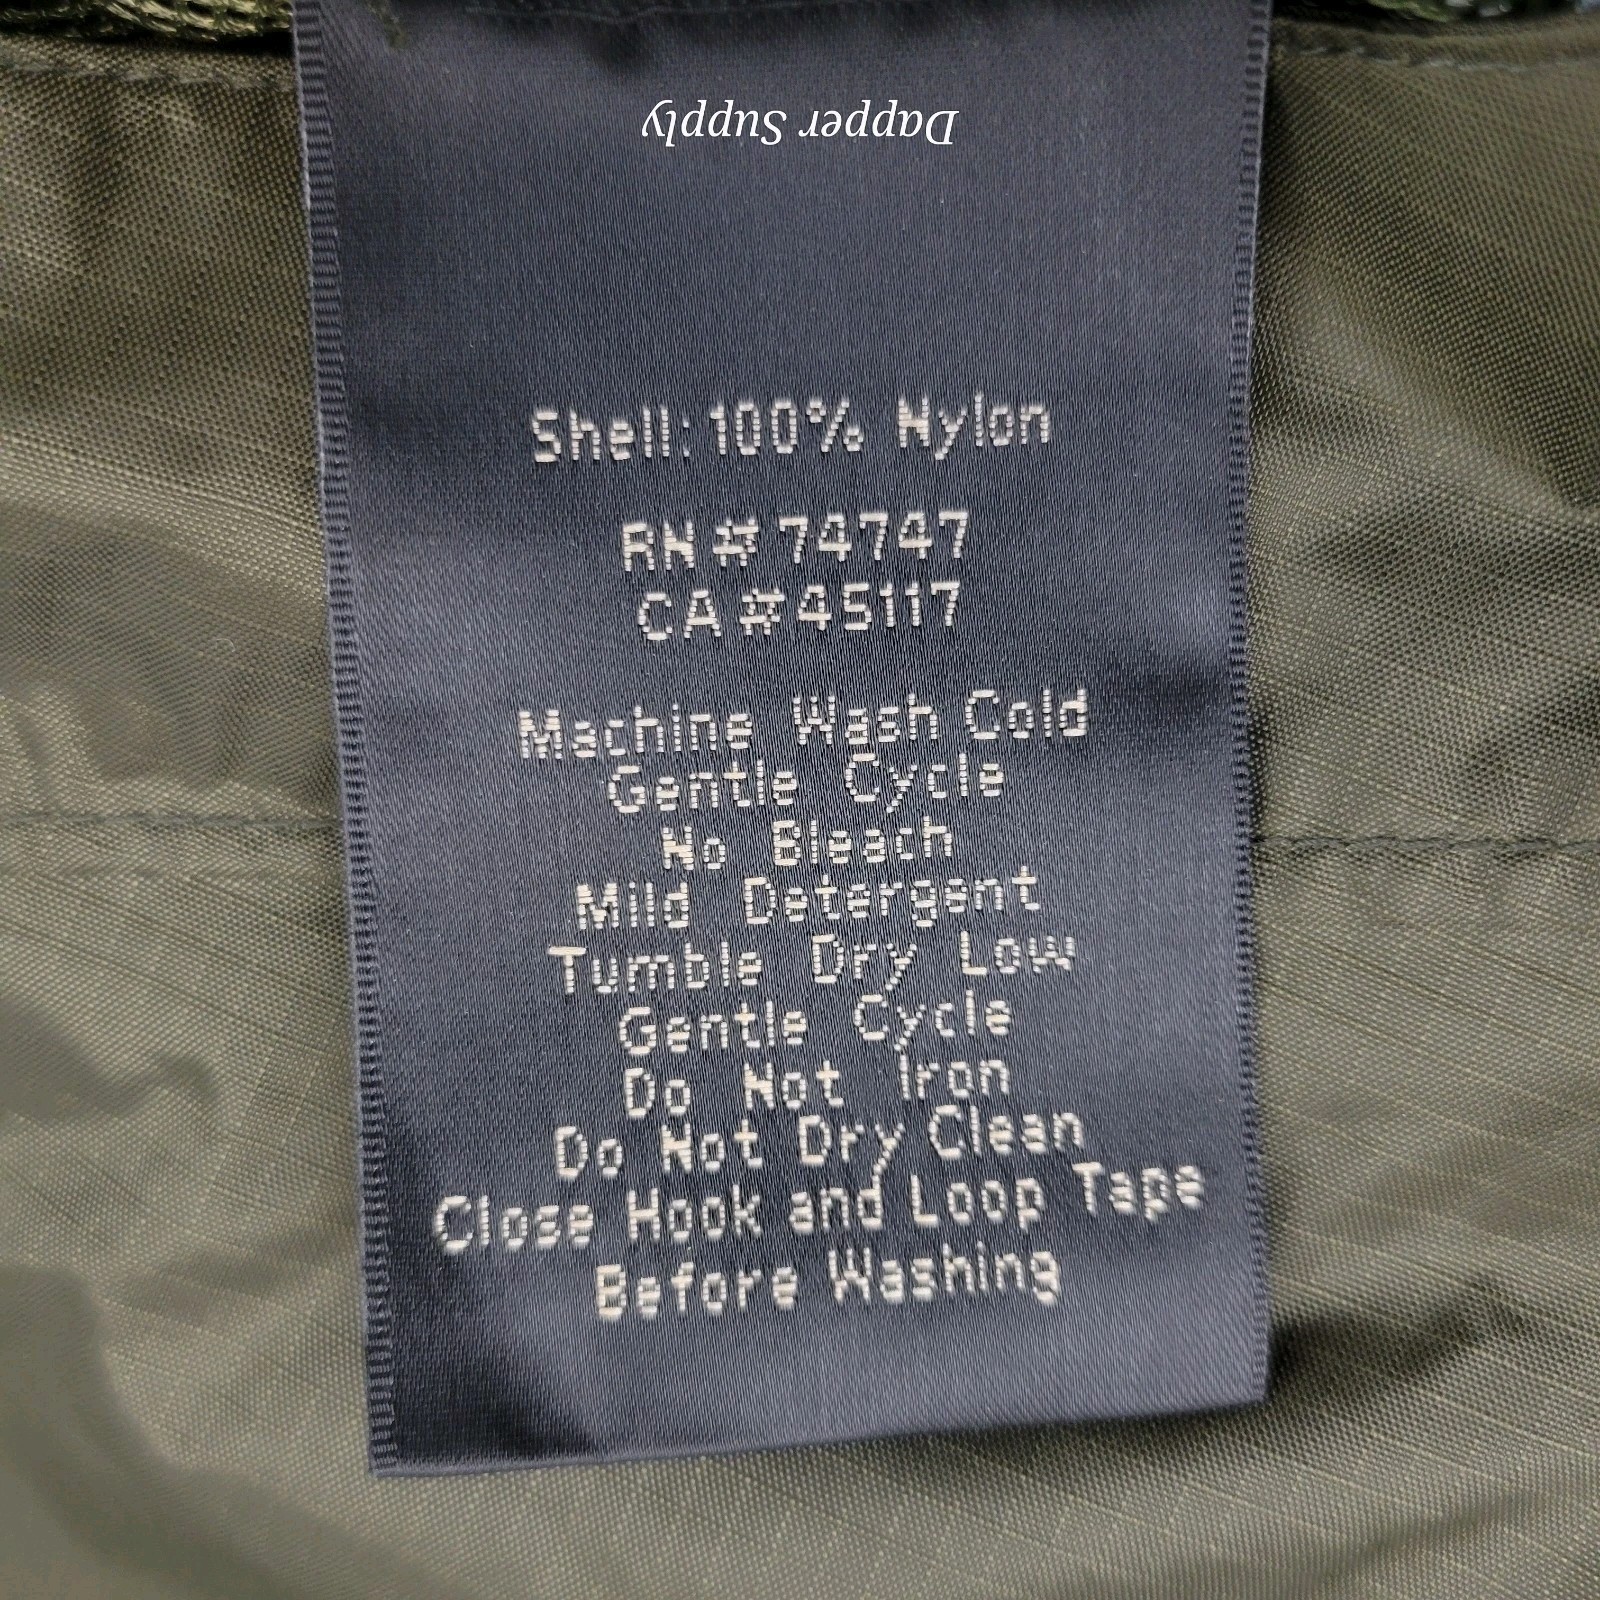 Dapper Supply
Shell: 100% Nylon
RN # 74747
CA # 45117
Machine Wash Cold
Gentle Cycle
No Bleach
Mild Detergent
Tumble Dry Low
Gentle Cycle
Do Not Iron
Do Not Dry Clean
Close Hook and Loop Tape
Before Washing